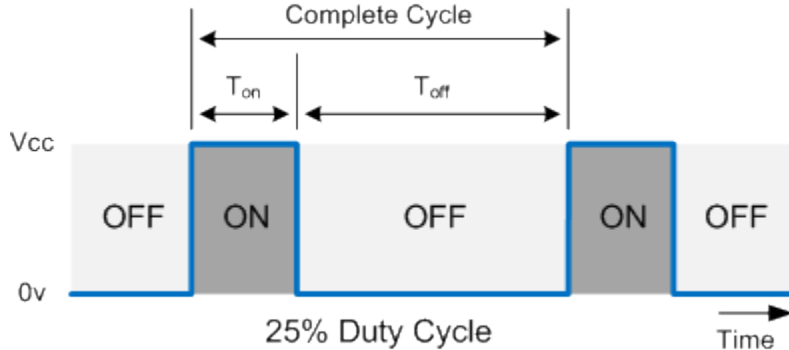 Complete Cycle
Ton Toff
Vcc
OFF ON OFF ON OFF
0v
25% Duty Cycle
Time